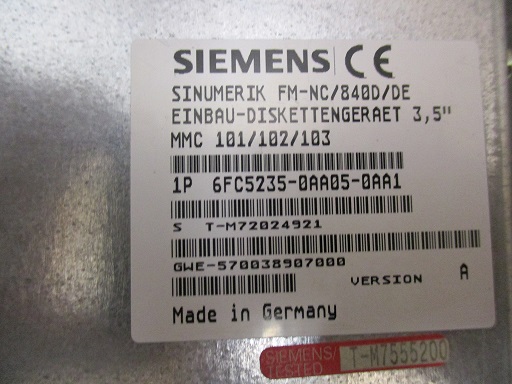 SIEMENS CE
SINUMERIK FM-NC/840D/DE
EINBAU-DISKETTENGERAET 3,5"
MMC 101/102/103
1P 6FC5235-0AA05-0AA1
S T-M72024921
GWE-570038907000
VERSION A
Made in Germany
SIEMENS/
TESTED T-M7555200